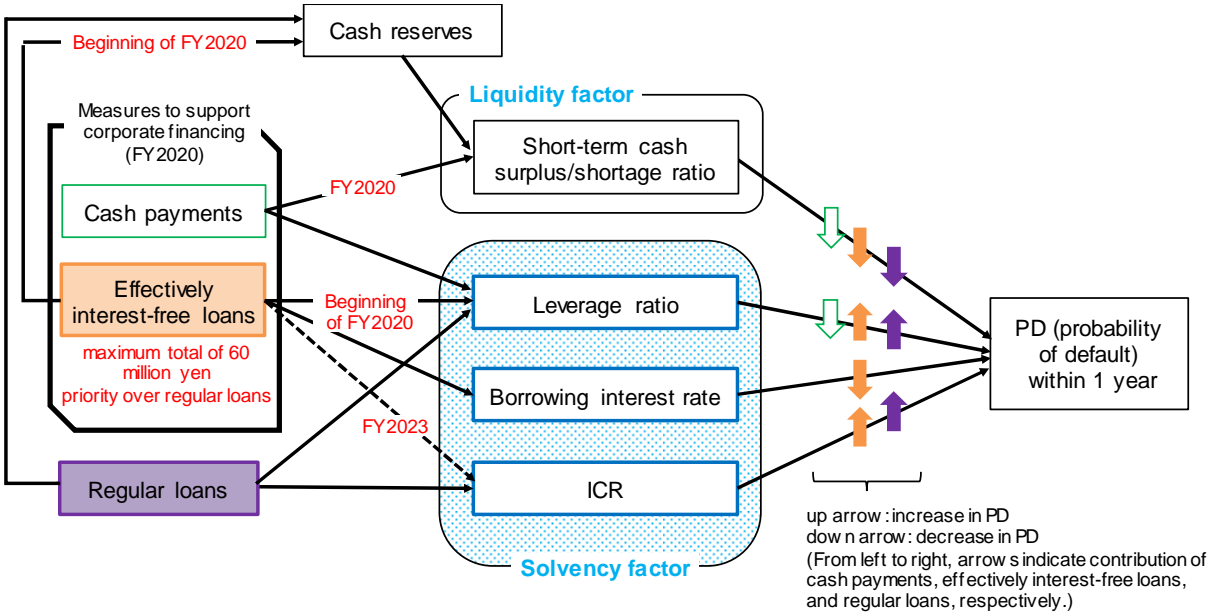 Cash reserves
Beginning of FY2020
Measures to support
corporate financing
(FY2020)
Liquidity factor
Short-term cash
surplus/shortage ratio
FY2020
Cash payments
Effectively
interest-free loans
maximum total of 60
million yen
priority over regular loans
Beginning
of FY2020
Leverage ratio
Borrowing interest rate
FY2023
ICR
Regular loans
Solvency factor
PD (probability
of default)
within 1 year
up arrow: increase in PD
down arrow: decrease in PD
(From left to right, arrows indicate contribution of
cash payments, effectively interest-free loans,
and regular loans, respectively.)